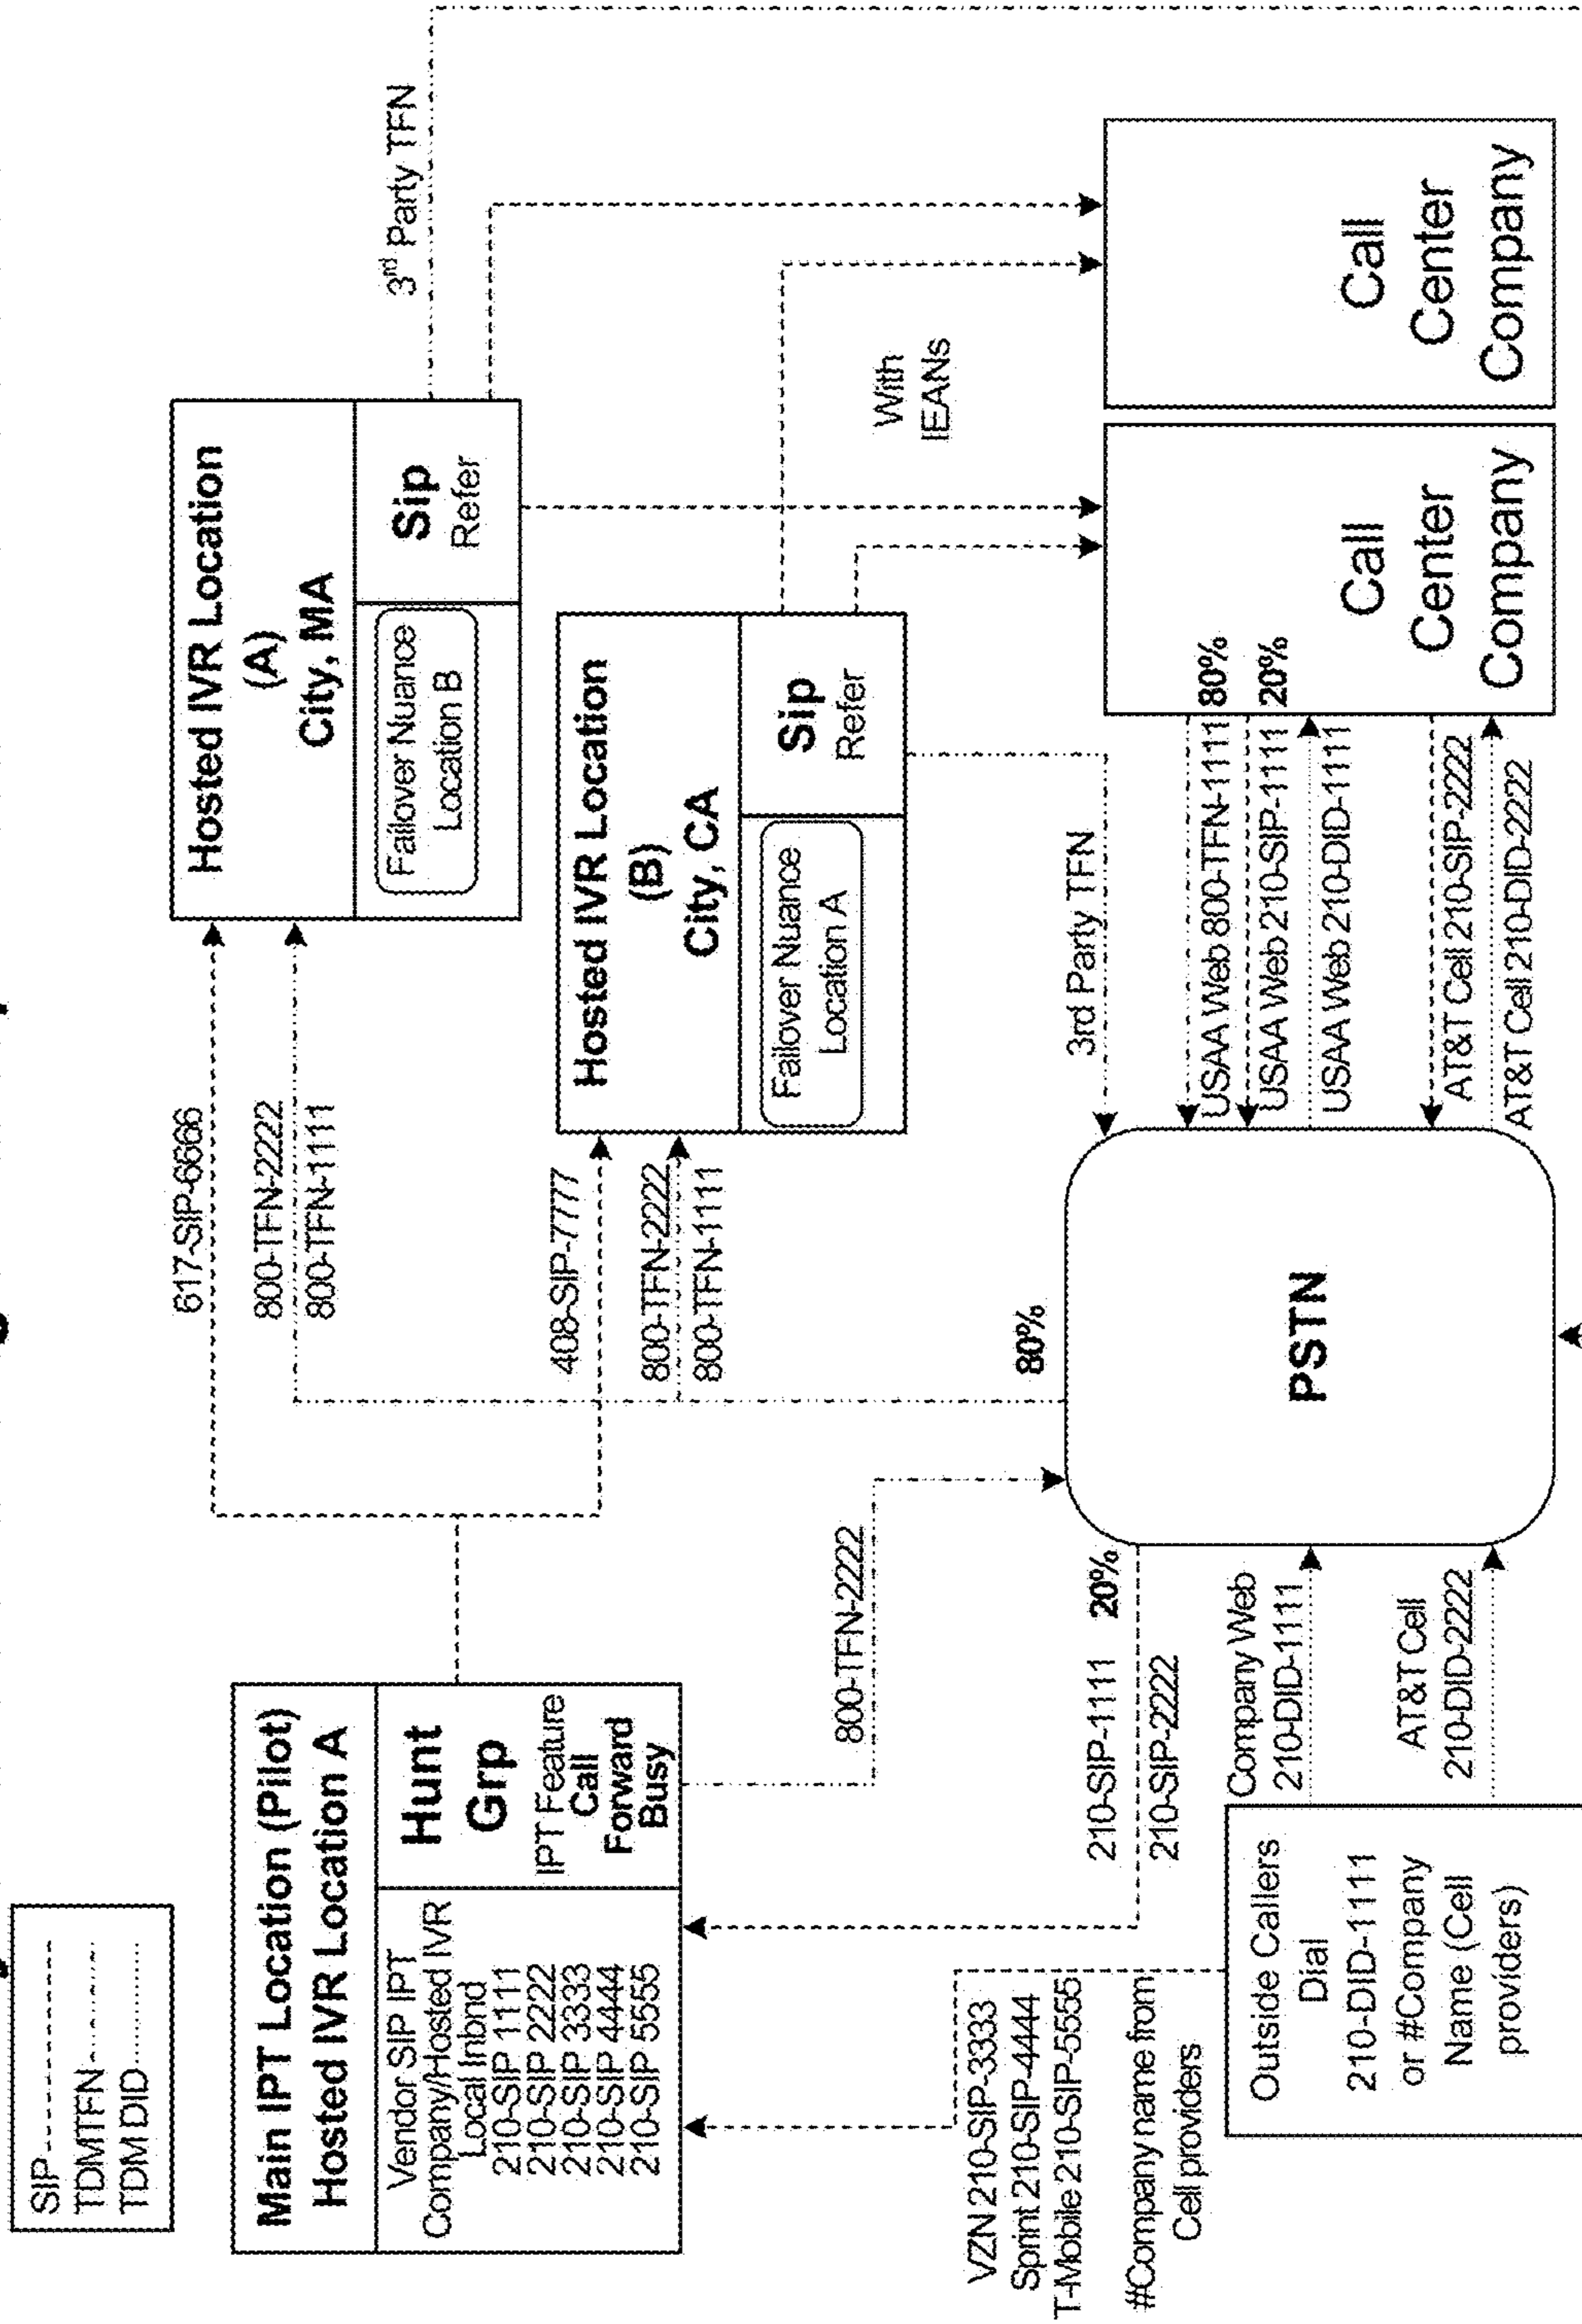 SIP
TDMTFN
TDM DID
Main IPT Location (Pilot)
Hosted IVR Location A
Vendor SIP IPT
Company/Hosted IVR
Local Inbnd
210-SIP 1111
210-SIP 2222
210-SIP 3333
210-SIP 4444
210-SIP 5555
Hunt
Grp
IPT Feature
Call
Forward
Busy
617-SIP-6666
800-TFN-2222
800-TFN-1111
Hosted IVR Location
(A)
City, MA
Failover Nuance
Location B
Sip
Refer
3rd Party TFN
408-SIP-7777
800-TFN-2222
800-TFN-1111
Hosted IVR Location
(B)
City, CA
Failover Nuance
Location A
Sip
Refer
With
IEANs
3rd Party TFN
800-TFN-2222
80%
VZN 210-SIP-3333
Sprint 210-SIP-4444
T-Mobile 210-SIP-5555
#Company name from
Cell providers
210-SIP-1111 20%
210-SIP-2222
Outside Callers
Dial
210-DID-1111
or #Company
Name (Cell
providers)
Company Web
210-DID-1111
AT&T Cell
210-DID-2222
PSTN
USAA Web 800-TFN-1111 80%
USAA Web 210-SIP-1111 20%
USAA Web 210-DID-1111
AT&T Cell 210-SIP-2222
AT&T Cell 210-DID-2222
Call
Center
Company
Call
Center
Company